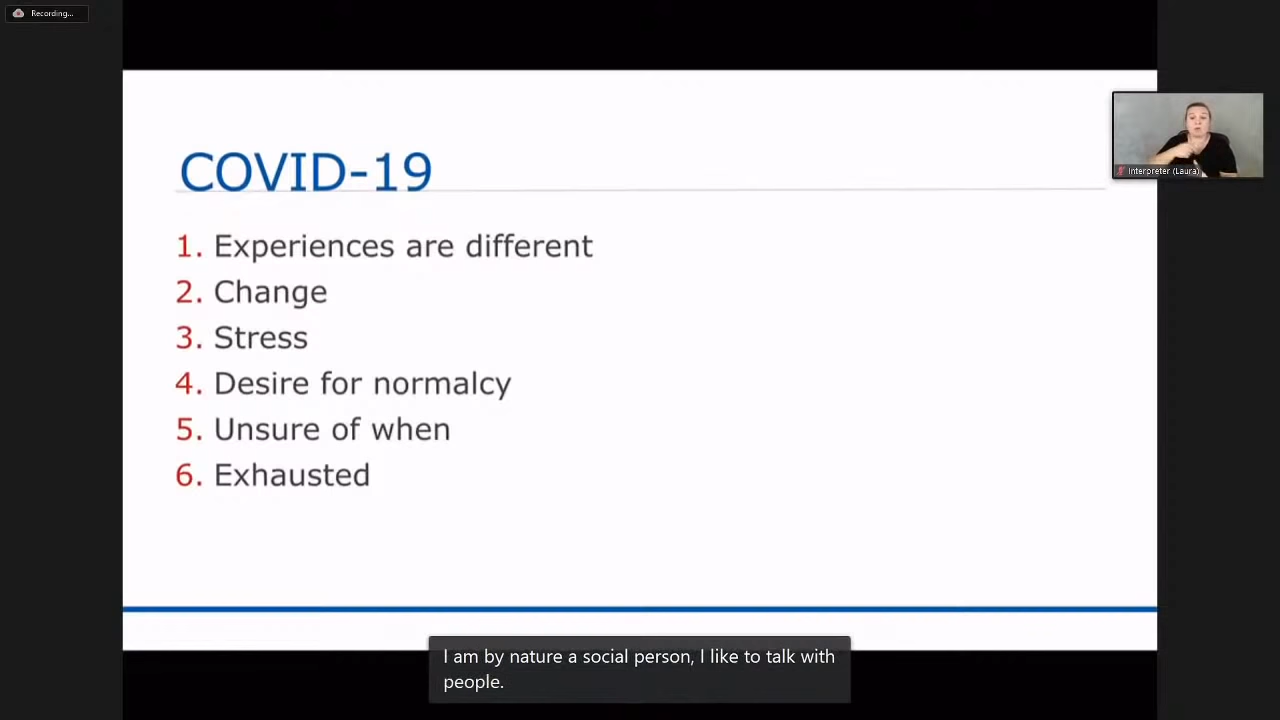 Recording...
COVID-19
1. Experiences are different
2. Change
3. Stress
4. Desire for normalcy
5. Unsure of when
6. Exhausted
Interpreter (Laura)
I am by nature a social person, I like to talk with
people.